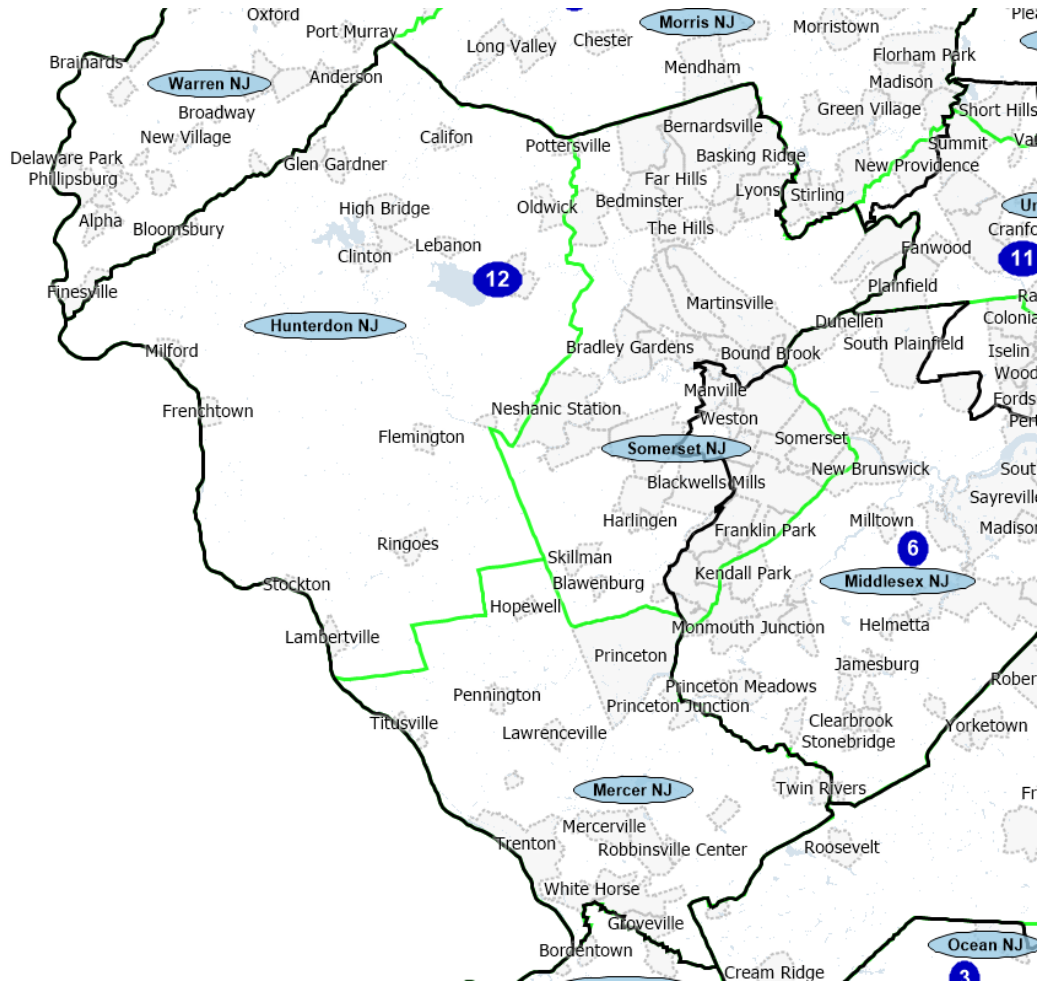 Oxford
Morris NJ
Morristown
Port Murray
Long Valley
Chester
Florham Park
Brainards
Mendham
Warren NJ
Anderson
Madison
Broadway
Green Village
Short Hills
New Village
Califon
Bernardsville
Summit
Pottersville
Delaware Park
Glen Gardner
Basking Ridge
New Providence
Phillipsburg
Far Hills
Lyons
Stirling
Alpha
High Bridge
Oldwick
Bedminster
Bloomsbury
The Hills
Lebanon
Fanwood
Clinton
12
11
Finesville
Plainfield
Martinsville
Hunterdon NJ
Dunellen
South Plainfield
Milford
Bradley Gardens
Bound Brook
Iselin
Manville
Frenchtown
Neshanic Station
Weston
Flemington
Somerset
Somerset NJ
New Brunswick
Blackwells Mills
Harlingen
Milltown
Franklin Park
Ringoes
6
Skillman
Kendall Park
Middlesex NJ
Stockton
Blawenburg
Hopewell
Monmouth Junction
Helmetta
Lambertville
Princeton
Jamesburg
Pennington
Princeton Meadows
Princeton Junction
Titusville
Clearbrook
Yorketown
Lawrenceville
Stonebridge
Mercer NJ
Twin Rivers
Mercerville
Trenton
Robbinsville Center
Roosevelt
White Horse
Groveville
Bordentown
Ocean NJ
Cream Ridge
3